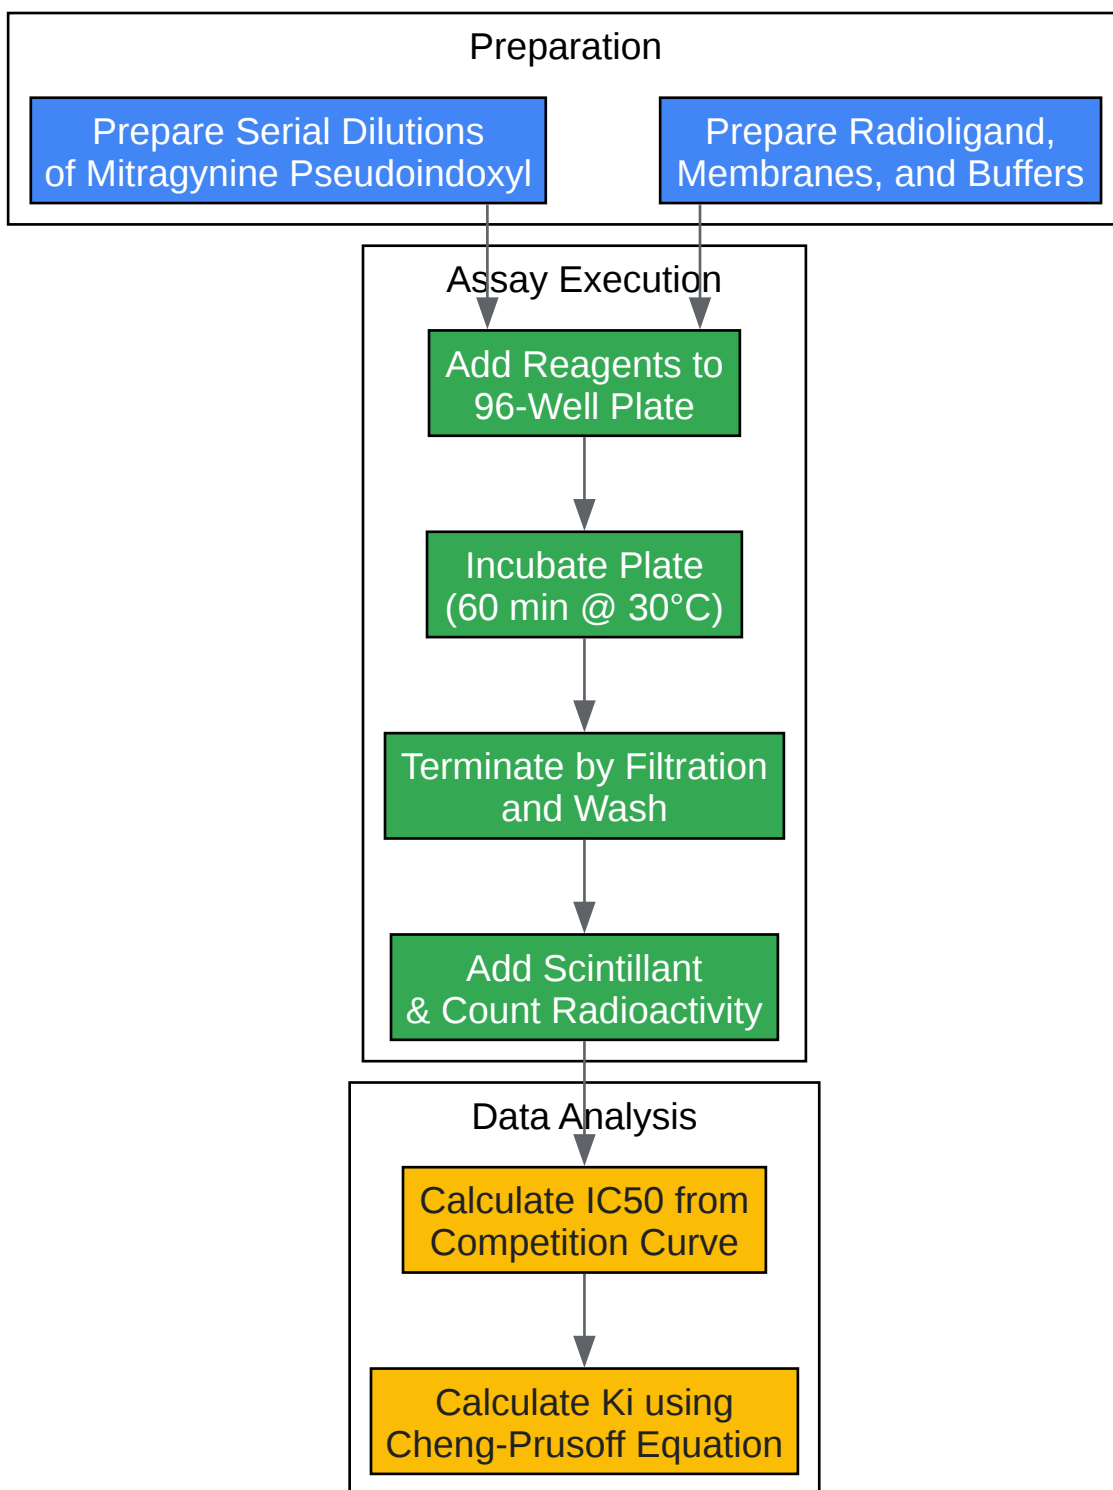 Preparation
Prepare Serial Dilutions
of Mitragynine Pseudoindoxyl
Prepare Radioligand,
Membranes, and Buffers
Assay Execution
Add Reagents to
96-Well Plate
Incubate Plate
(60 min @ 30°C)
Terminate by Filtration
and Wash
Add Scintillant
& Count Radioactivity
Data Analysis
Calculate IC50 from
Competition Curve
Calculate Ki using
Cheng-Prusoff Equation